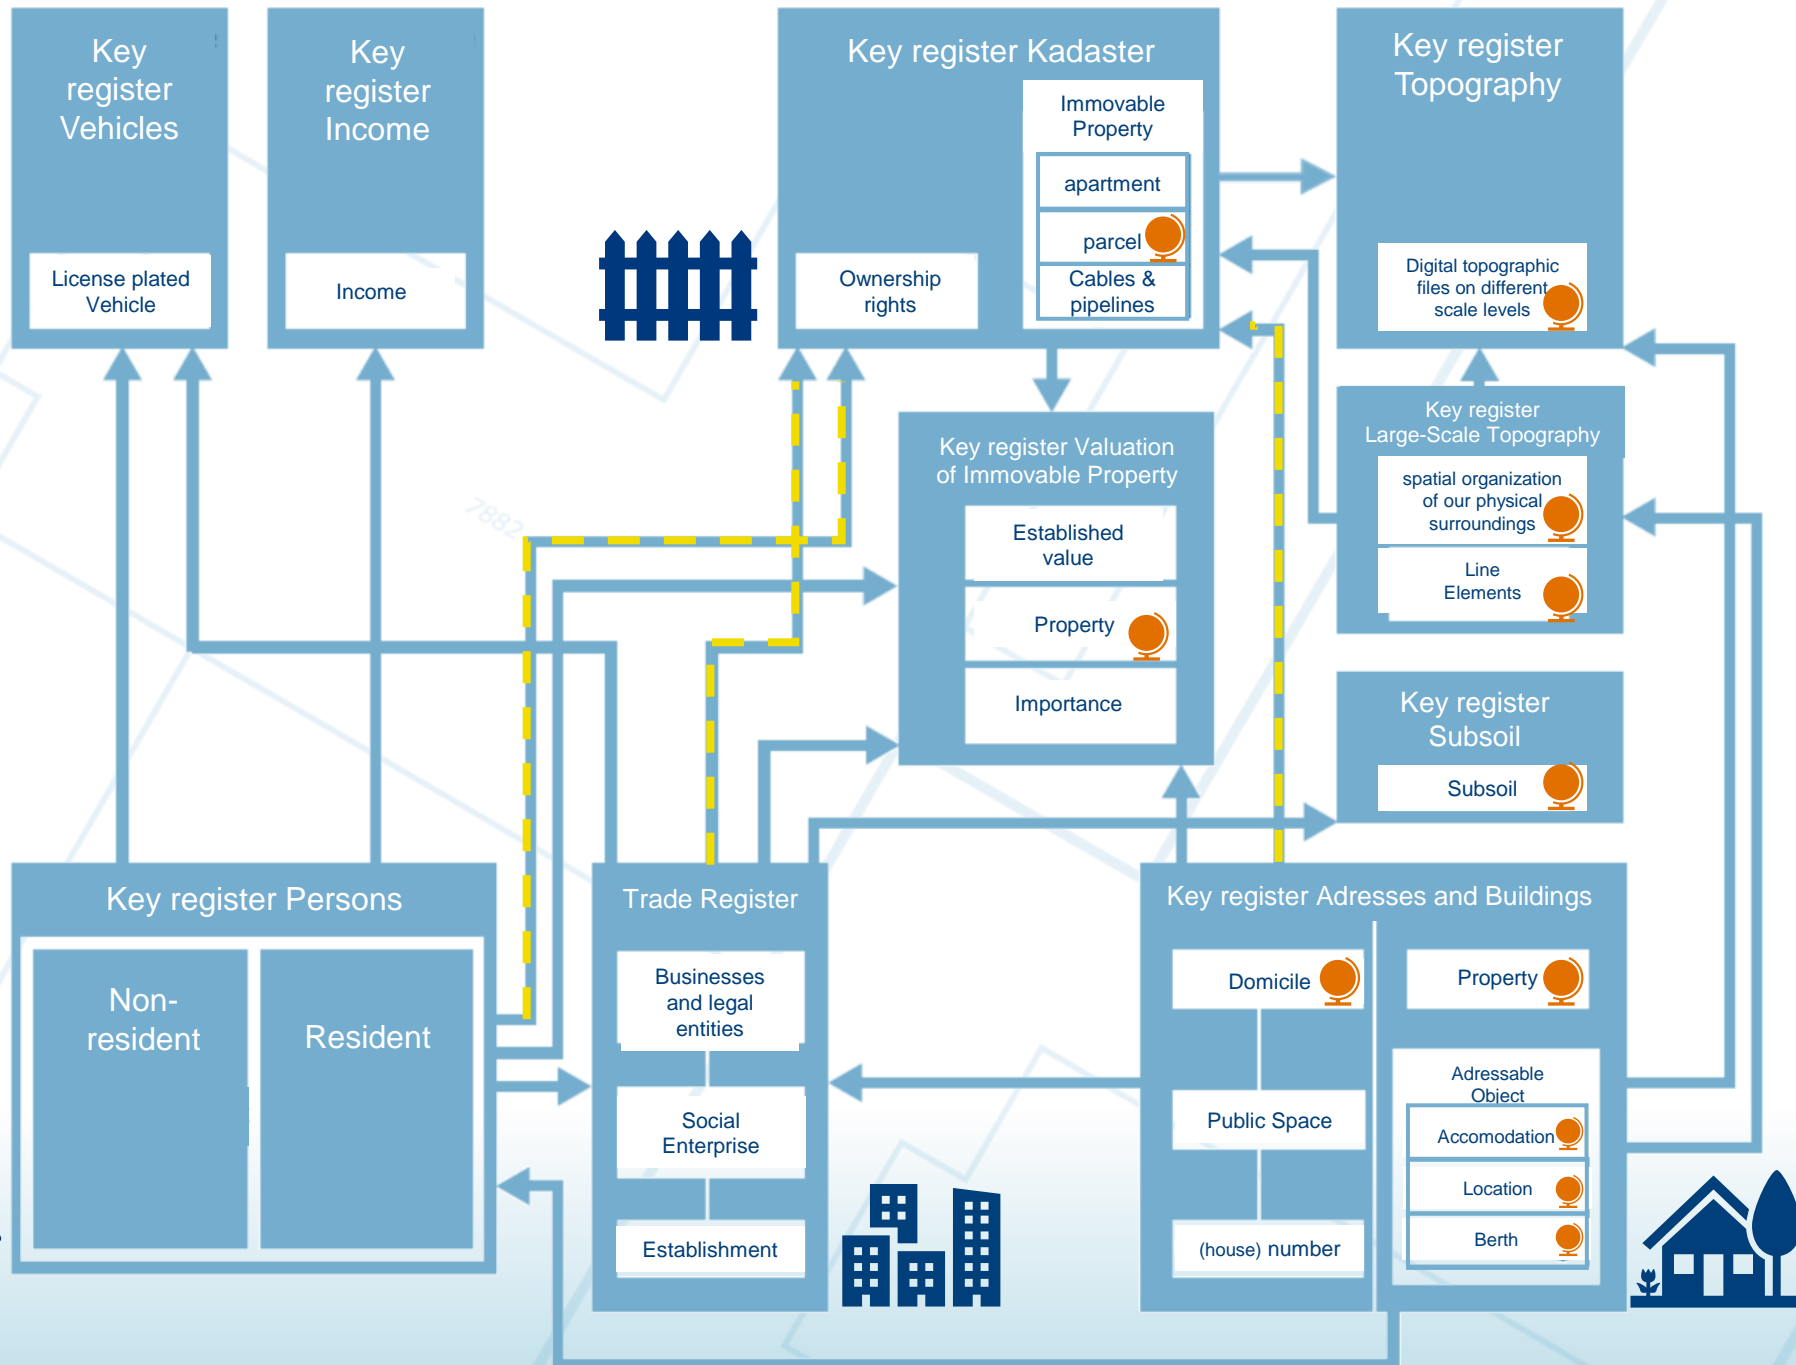 Key
register
Vehicles
License plated
Vehicle
Key
register
Income
Income
Key register Kadaster
Immovable
Property
apartment
parcel
Cables &
pipelines
Ownership
rights
Key register
Topography
Digital topographic
files on different
scale levels
Key register
Large-Scale Topography
spatial organization
of our physical
surroundings
Line
Elements
Key register Valuation
of Immovable Property
Established
value
Property
Importance
7882
Key register
Subsoil
Subsoil
Key register Persons
Non-
resident
Resident
Trade Register
Businesses
and legal
entities
Social
Enterprise
Establishment
Key register Adresses and Buildings
Domicile
Public Space
(house) number
Property
Adressable
Object
Accomodation
Location
Berth